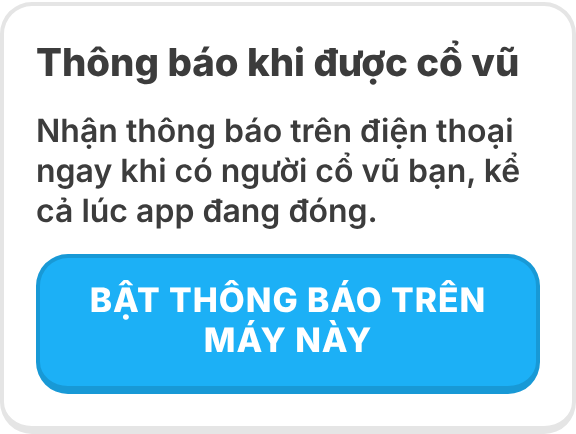 Thông báo khi được cổ vũ
Nhận thông báo trên điện thoại
ngay khi có người cổ vũ bạn, kể
cả lúc app đang đóng.
BẬT THÔNG BÁO TRÊN
MÁY NÀY